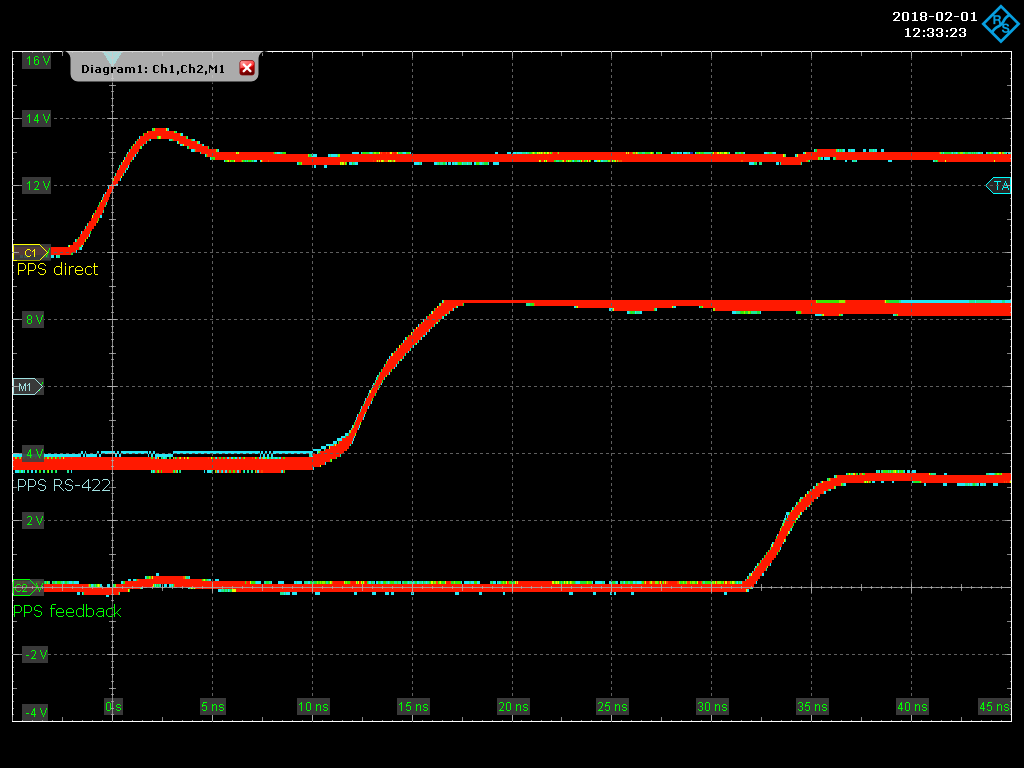 2018-02-01
12:33:23
R&S
Diagram1: Ch1,Ch2,M1
16 V
14 V
12 V
TA
C1
PPS direct
8 V
M1
4 V
PPS RS-422
2 V
C2 V
PPS feedback
-2 V
-4 V
0 s 5 ns 10 ns 15 ns 20 ns 25 ns 30 ns 35 ns 40 ns 45 ns